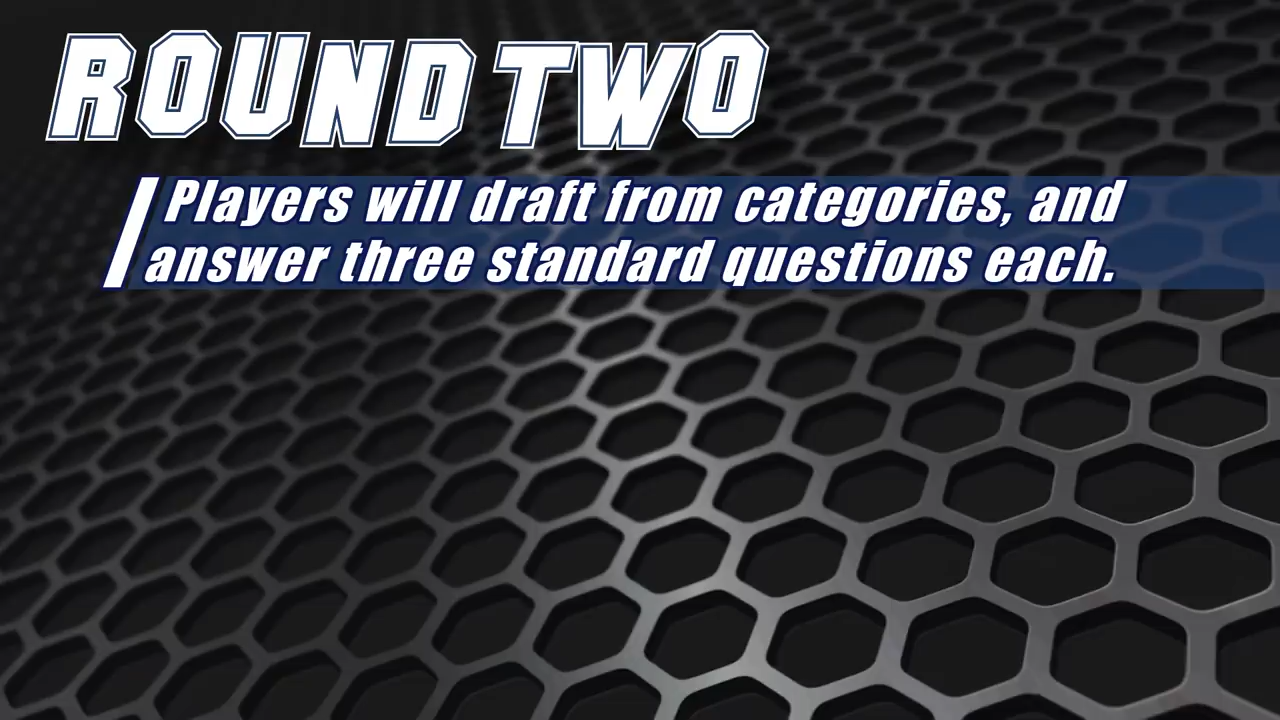 ROUND TWO
Players will draft from categories, and
answer three standard questions each.